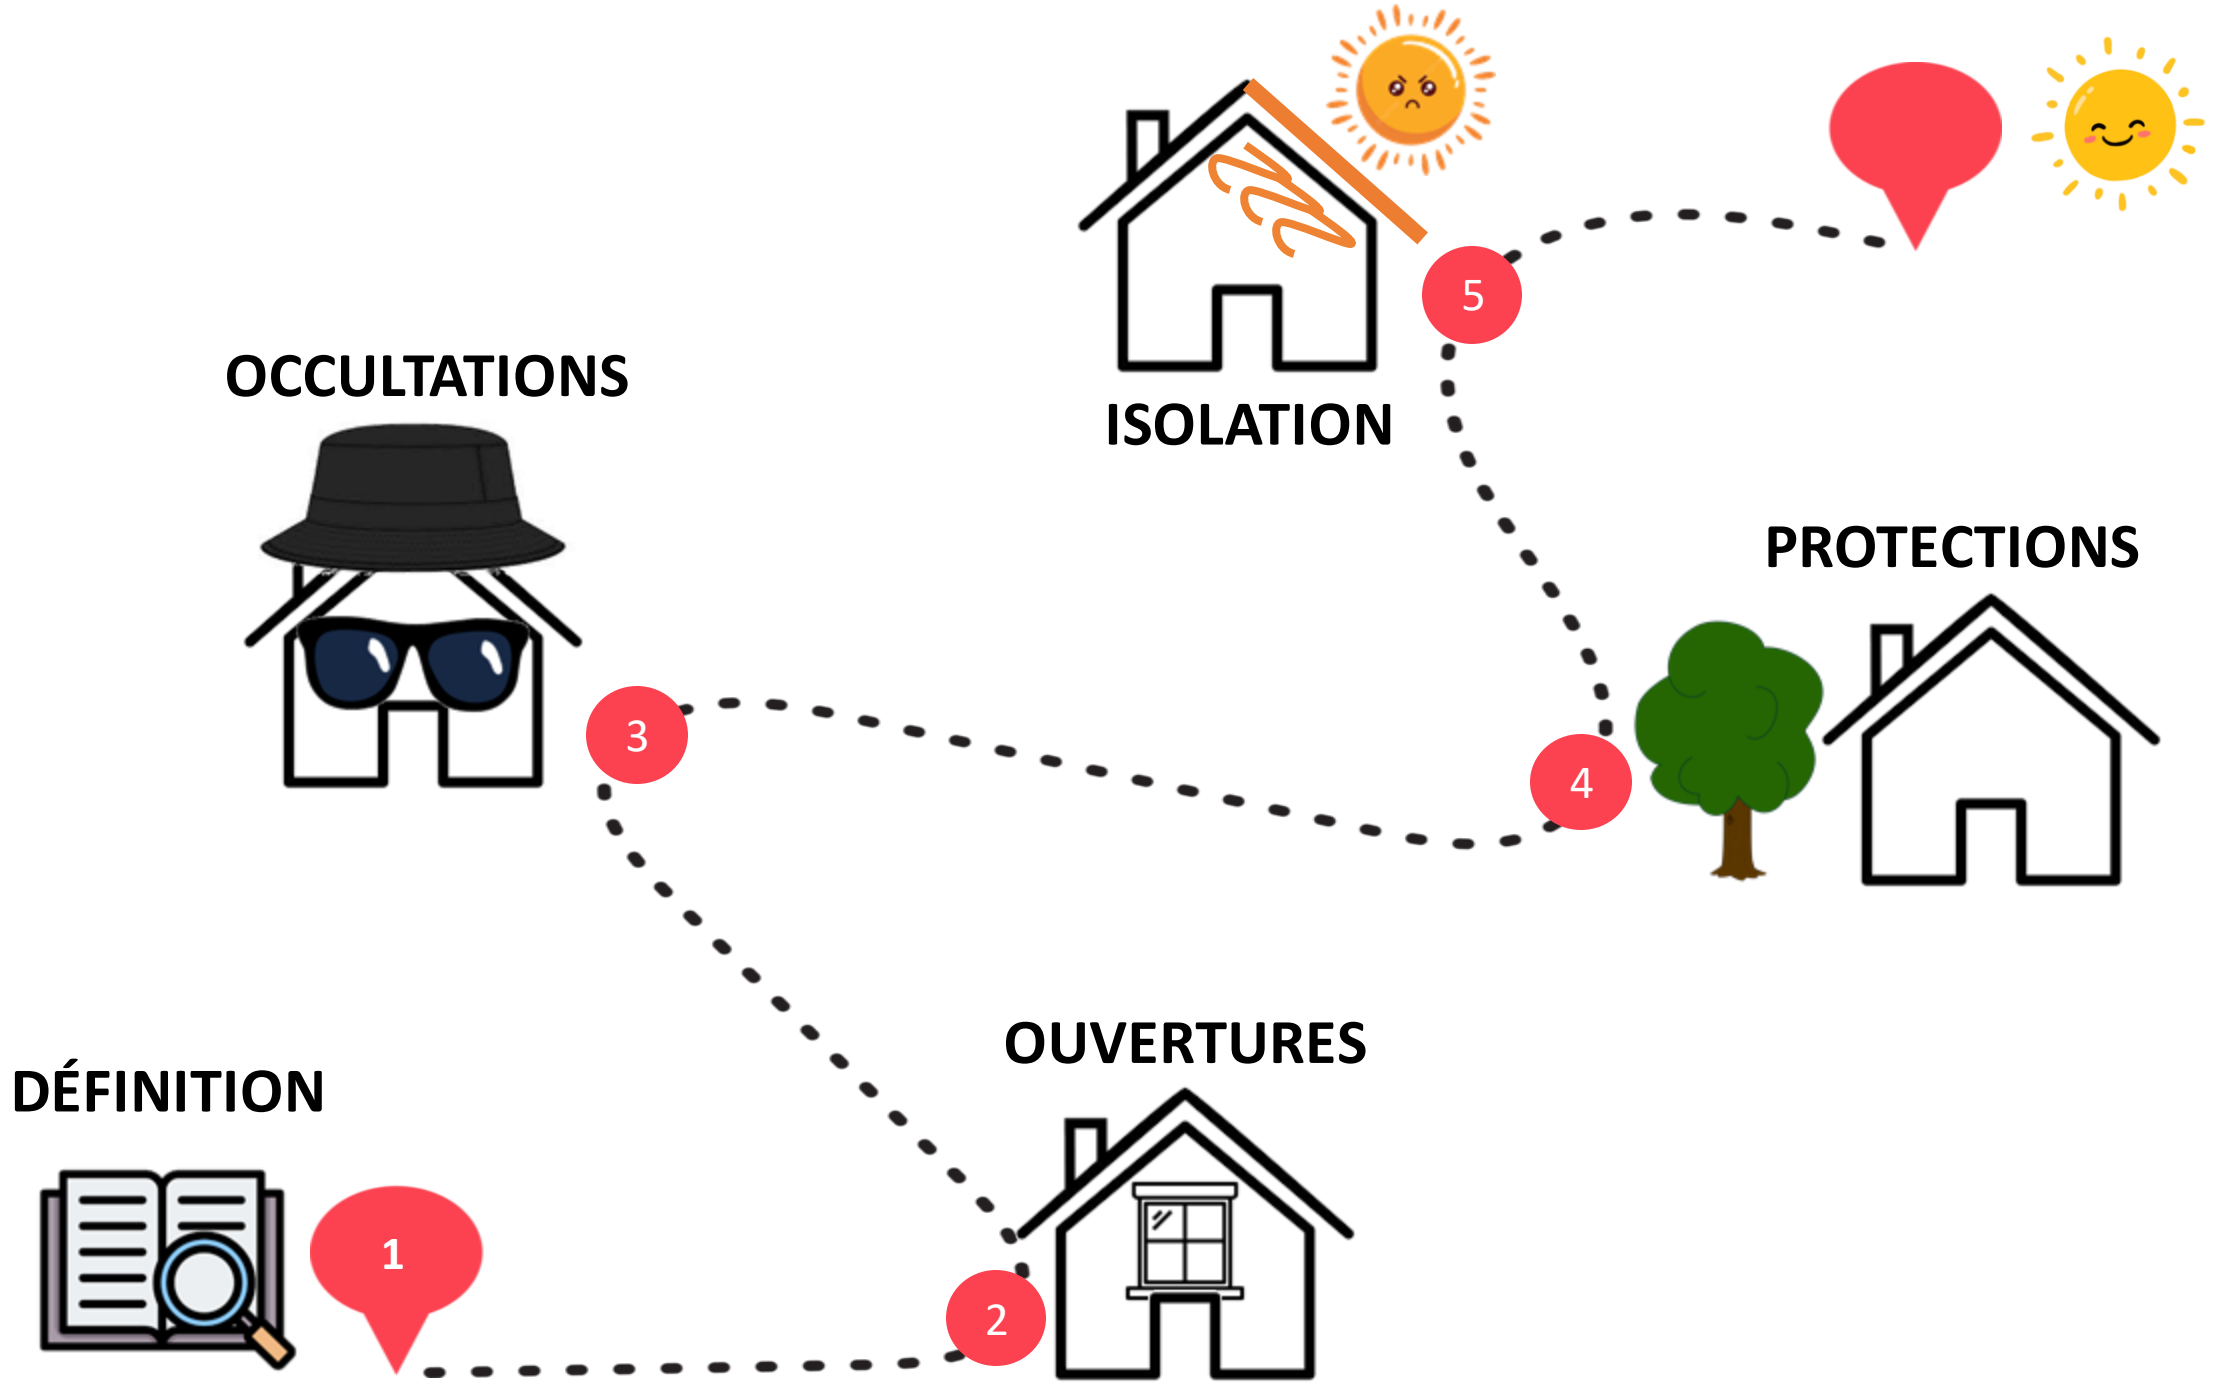 DÉFINITION
1
OUVERTURES
2
OCCULTATIONS
3
PROTECTIONS
4
ISOLATION
5